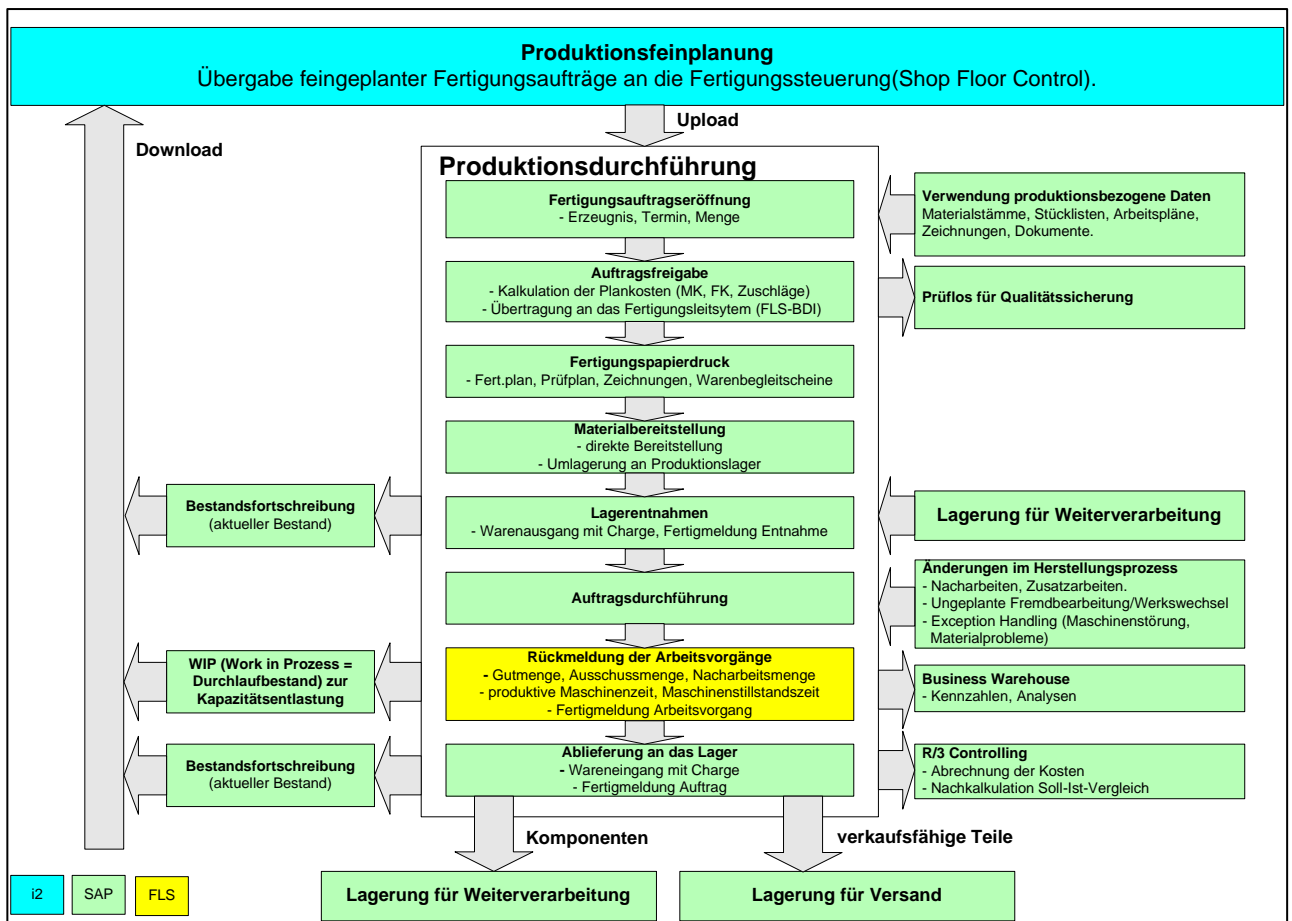 Produktionsfeinplanung
Übergabe feingeplanter Fertigungsaufträge an die Fertigungssteuerung(Shop Floor Control).
Upload
Download
Produktionsdurchführung
Fertigungsauftragseröffnung
- Erzeugnis, Termin, Menge
Verwendung produktionsbezogene Daten
Materialstämme, Stücklisten, Arbeitspläne,
Zeichnungen, Dokumente.
Auftragsfreigabe
- Kalkulation der Plankosten (MK, FK, Zuschläge)
- Übertragung an das Fertigungsleitsytem (FLS-BDI)
Prüflos für Qualitätssicherung
Fertigungspapierdruck
- Fert.plan, Prüfplan, Zeichnungen, Warenbegleitscheine
Materialbereitstellung
- direkte Bereitstellung
- Umlagerung an Produktionslager
Bestandsfortschreibung
(aktueller Bestand)
Lagerentnahmen
- Warenausgang mit Charge, Fertigmeldung Entnahme
Lagerung für Weiterverarbeitung
Auftragsdurchführung
Änderungen im Herstellungsprozess
- Nacharbeiten, Zusatzarbeiten.
- Ungeplante Fremdbearbeitung/Werkswechsel
- Exception Handling (Maschinenstörung,
Materialprobleme)
WIP (Work in Prozess =
Durchlaufbestand) zur
Kapazitätsentlastung
Rückmeldung der Arbeitsvorgänge
- Gutmenge, Ausschussmenge, Nacharbeitsmenge
- produktive Maschinenzeit, Maschinenstillstandszeit
- Fertigmeldung Arbeitsvorgang
Business Warehouse
- Kennzahlen, Analysen
Bestandsfortschreibung
(aktueller Bestand)
Ablieferung an das Lager
- Wareneingang mit Charge
- Fertigmeldung Auftrag
R/3 Controlling
- Abrechnung der Kosten
- Nachkalkulation Soll-Ist-Vergleich
Komponenten
verkaufsfähige Teile
i2
SAP
FLS
Lagerung für Weiterverarbeitung
Lagerung für Versand